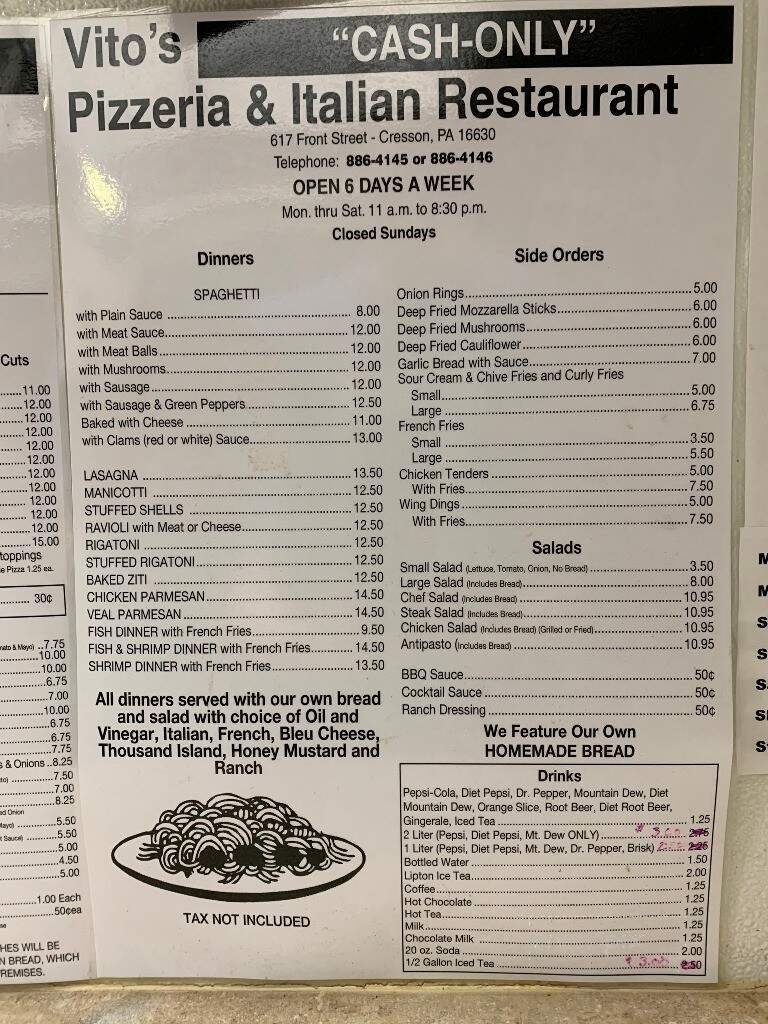 Vito's "CASH-ONLY"
Pizzeria & Italian Restaurant
617 Front Street - Cresson, PA 16630
Telephone: 886-4145 or 886-4146
OPEN 6 DAYS A WEEK
Mon. thru Sat. 11 a.m. to 8:30 p.m.
Closed Sundays
Dinners
SPAGHETTI
with Plain Sauce 8.00
with Meat Sauce 12.00
with Meat Balls 12.00
with Mushrooms 12.00
with Sausage 12.00
with Sausage & Green Peppers 12.50
Baked with Cheese 11.00
with Clams (red or white) Sauce 13.00
LASAGNA 13.50
MANICOTTI 12.50
STUFFED SHELLS 12.50
RAVIOLI with Meat or Cheese 12.50
RIGATONI 12.50
STUFFED RIGATONI 12.50
BAKED ZITI 12.50
CHICKEN PARMESAN 14.50
VEAL PARMESAN 14.50
FISH DINNER with French Fries 9.50
FISH & SHRIMP DINNER with French Fries 14.50
SHRIMP DINNER with French Fries 13.50
All dinners served with our own bread
and salad with choice of Oil and
Vinegar, Italian, French, Bleu Cheese,
Thousand Island, Honey Mustard and
Ranch
TAX NOT INCLUDED
Side Orders
Onion Rings 5.00
Deep Fried Mozzarella Sticks 6.00
Deep Fried Mushrooms 6.00
Deep Fried Cauliflower 6.00
Garlic Bread with Sauce 7.00
Sour Cream & Chive Fries and Curly Fries
Small 5.00
Large 6.75
French Fries
Small 3.50
Large 5.50
Chicken Tenders 5.00
With Fries 7.50
Wing Dings 5.00
With Fries 7.50
Salads
Small Salad (Lettuce, Tomato, Onion, No Bread) 3.50
Large Salad (Includes Bread) 8.00
Chef Salad (Includes Bread) 10.95
Steak Salad (Includes Bread) 10.95
Chicken Salad (Includes Bread) (Grilled or Fried) 10.95
Antipasto (Includes Bread) 10.95
BBQ Sauce 50¢
Cocktail Sauce 50¢
Ranch Dressing 50¢
We Feature Our Own
HOMEMADE BREAD
Drinks
Pepsi-Cola, Diet Pepsi, Dr. Pepper, Mountain Dew, Diet
Mountain Dew, Orange Slice, Root Beer, Diet Root Beer,
Gingerale, Iced Tea 1.25
2 Liter (Pepsi, Diet Pepsi, Mt. Dew ONLY) $ 3.00 2.75
1 Liter (Pepsi, Diet Pepsi, Mt. Dew, Dr. Pepper, Brisk) 2.25
Bottled Water 1.50
Lipton Ice Tea 2.00
Coffee 1.25
Hot Chocolate 1.25
Hot Tea 1.25
Milk 1.25
Chocolate Milk 1.25
20 oz. Soda 2.00
1/2 Gallon Iced Tea $ 3.00 2.50
Cuts
11.00
12.00
12.00
12.00
12.00
12.00
12.00
12.00
12.00
12.00
12.00
15.00
toppings
Pizza 1.25 ea.
30¢
& Mayo) 7.75
10.00
10.00
6.75
7.00
10.00
6.75
6.75
7.75
& Onions 8.25
7.50
7.00
8.25
Onion
5.50
Sauce) 5.50
5.00
4.50
5.00
1.00 Each
50¢ea
HES WILL BE
N BREAD, WHICH
REMISES.